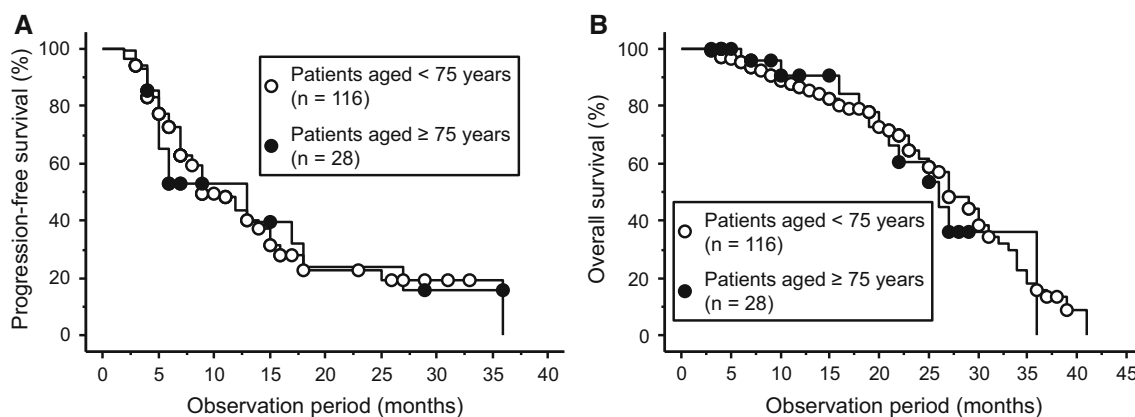 A
Progression-free survival (%)
100
80
60
40
20
0
Patients aged < 75 years
(n = 116)
Patients aged ≥ 75 years
(n = 28)
0 5 10 15 20 25 30 35 40
Observation period (months)
B
Overall survival (%)
100
80
60
40
20
0
Patients aged < 75 years
(n = 116)
Patients aged ≥ 75 years
(n = 28)
0 5 10 15 20 25 30 35 40 45
Observation period (months)